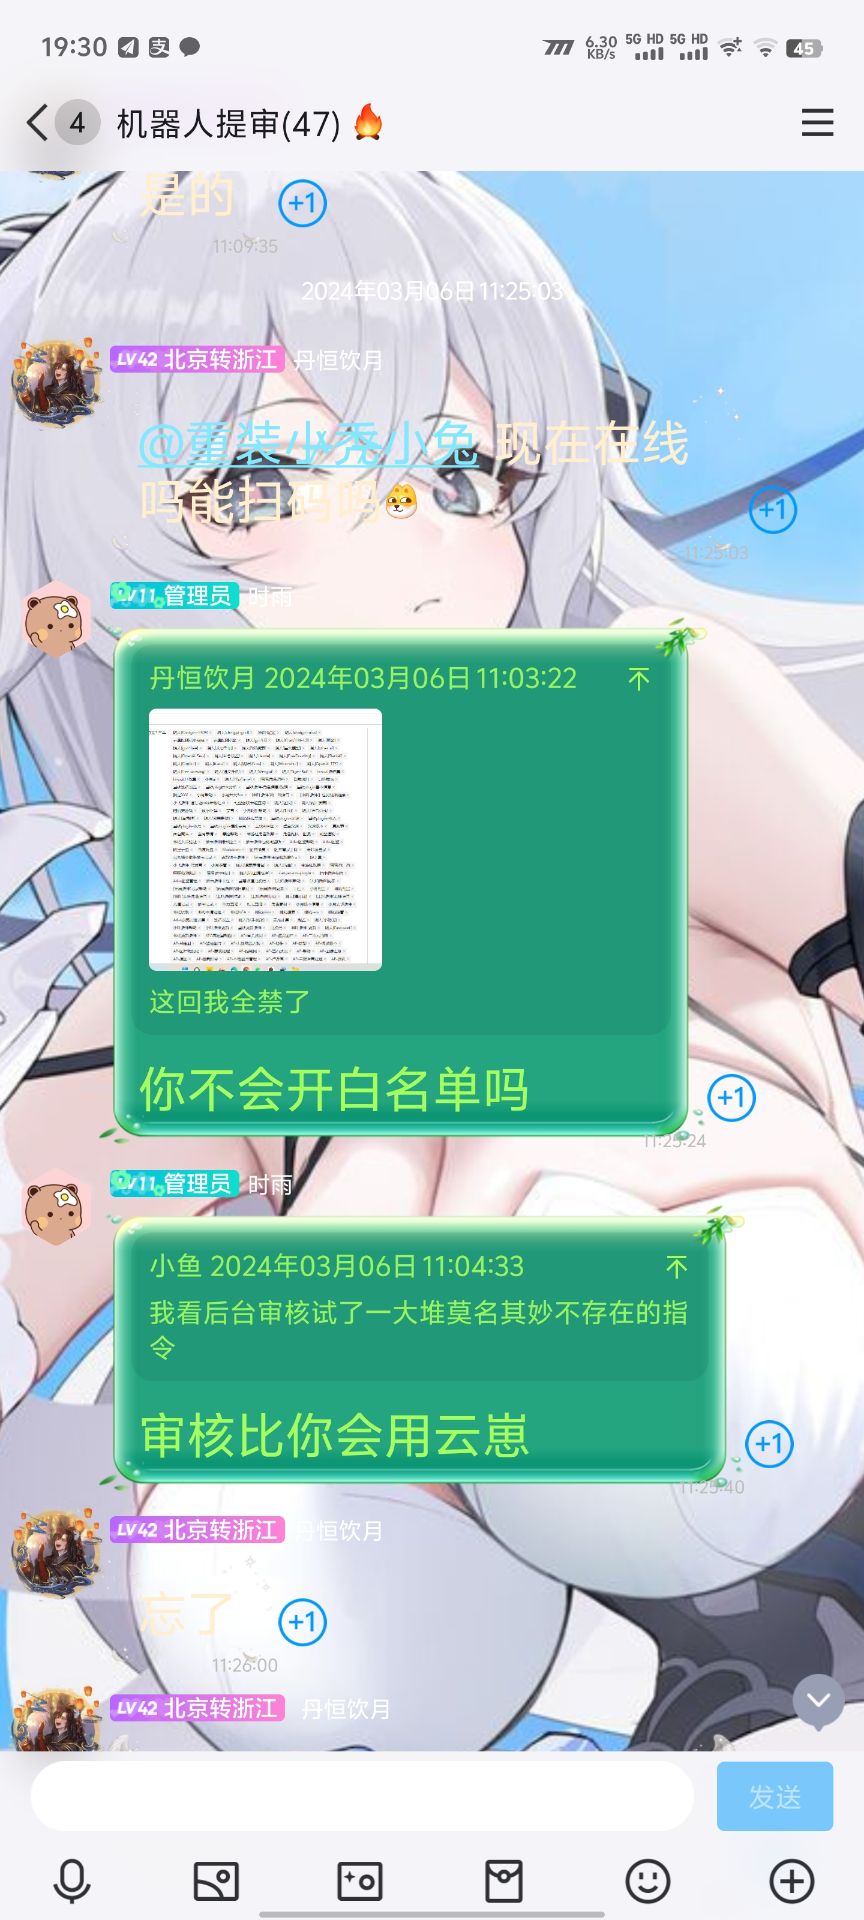 19:30
支
6.30
KB/s
5G HD
5G HD
45
4
机器人提审(47)🔥
是的
+1
11:09:35
2024年03月06日 11:25:03
LV42 北京转浙江
丹恒饮月
@重装小兔小兔 现在在线
吗能扫码吗
+1
11:25:03
LV11 管理员
时雨
丹恒饮月 2024年03月06日 11:03:22
这回我全禁了
你不会开白名单吗
+1
11:25:24
LV11 管理员
时雨
小鱼 2024年03月06日 11:04:33
我看后台审核试了一大堆莫名其妙不存在的指
令
审核比你会用云崽
+1
11:25:40
LV42 北京转浙江
丹恒饮月
忘了
+1
11:26:00
LV42 北京转浙江
丹恒饮月
发送